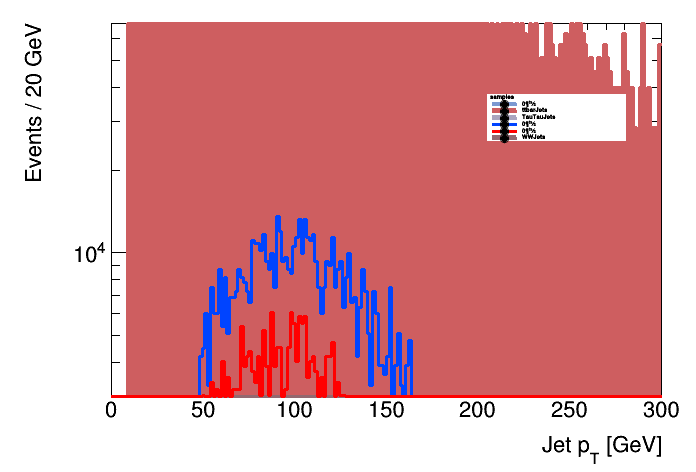 Events / 20 GeV
samples
ttbarJets
TauTauJets
WWJets
10⁴
0 50 100 150 200 250 300
Jet p_T [GeV]